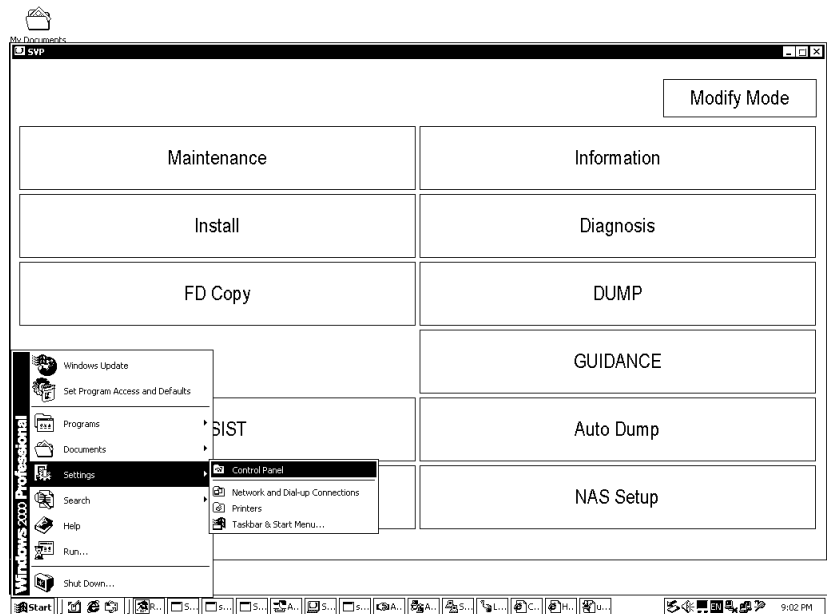 My Documents
SVP
Modify Mode
Maintenance
Information
Install
Diagnosis
FD Copy
DUMP
GUIDANCE
SIST
Auto Dump
NAS Setup
Windows 2000 Professional
Windows Update
Set Program Access and Defaults
Programs
Documents
Settings
Search
Help
Run...
Shut Down...
Control Panel
Network and Dial-up Connections
Printers
Taskbar & Start Menu...
Start R... S... s... S... A... S... s... A... A... S... L... C... H... u... EN 9:02 PM